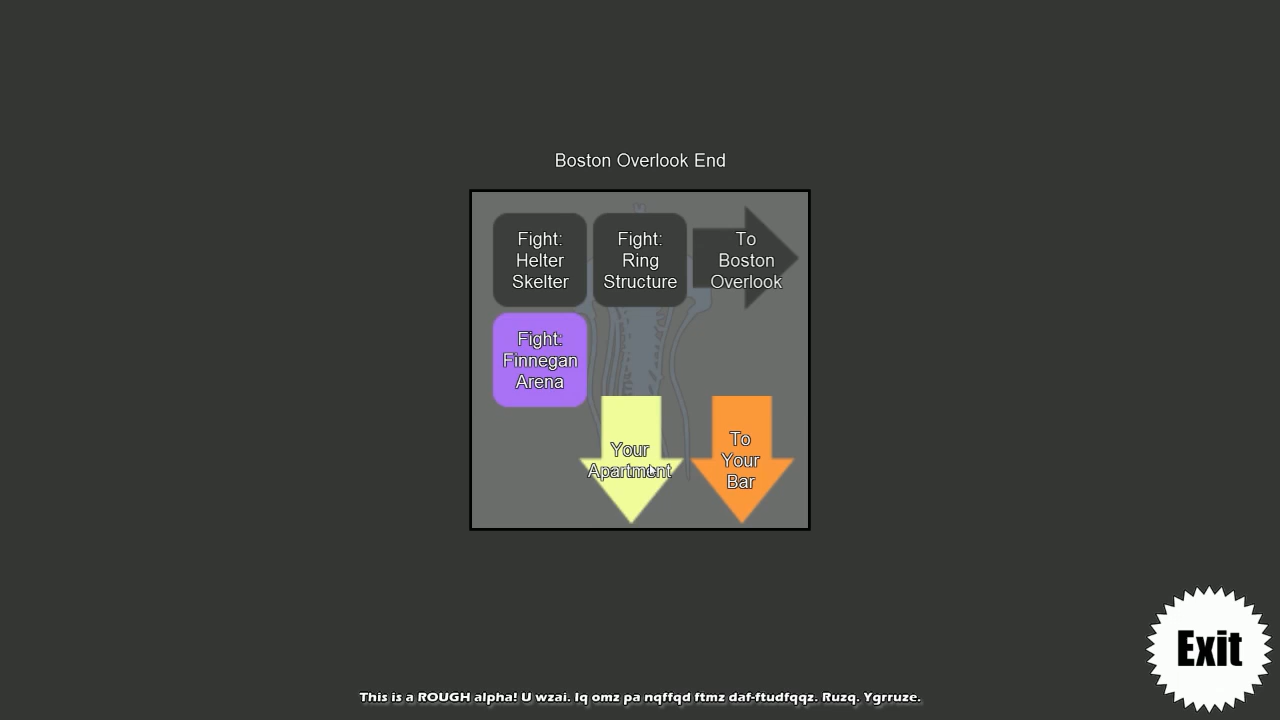 Boston Overlook End
Fight:
Helter
Skelter
Fight:
Ring
Structure
To
Boston
Overlook
Fight:
Finnegan
Arena
Your
Apartment
To
Your
Bar
Exit
This is a ROUGH alpha! U wzai. Iq omz pa nqffqd ftmz daf-ftudfqqz. Ruzq. Ygrruze.